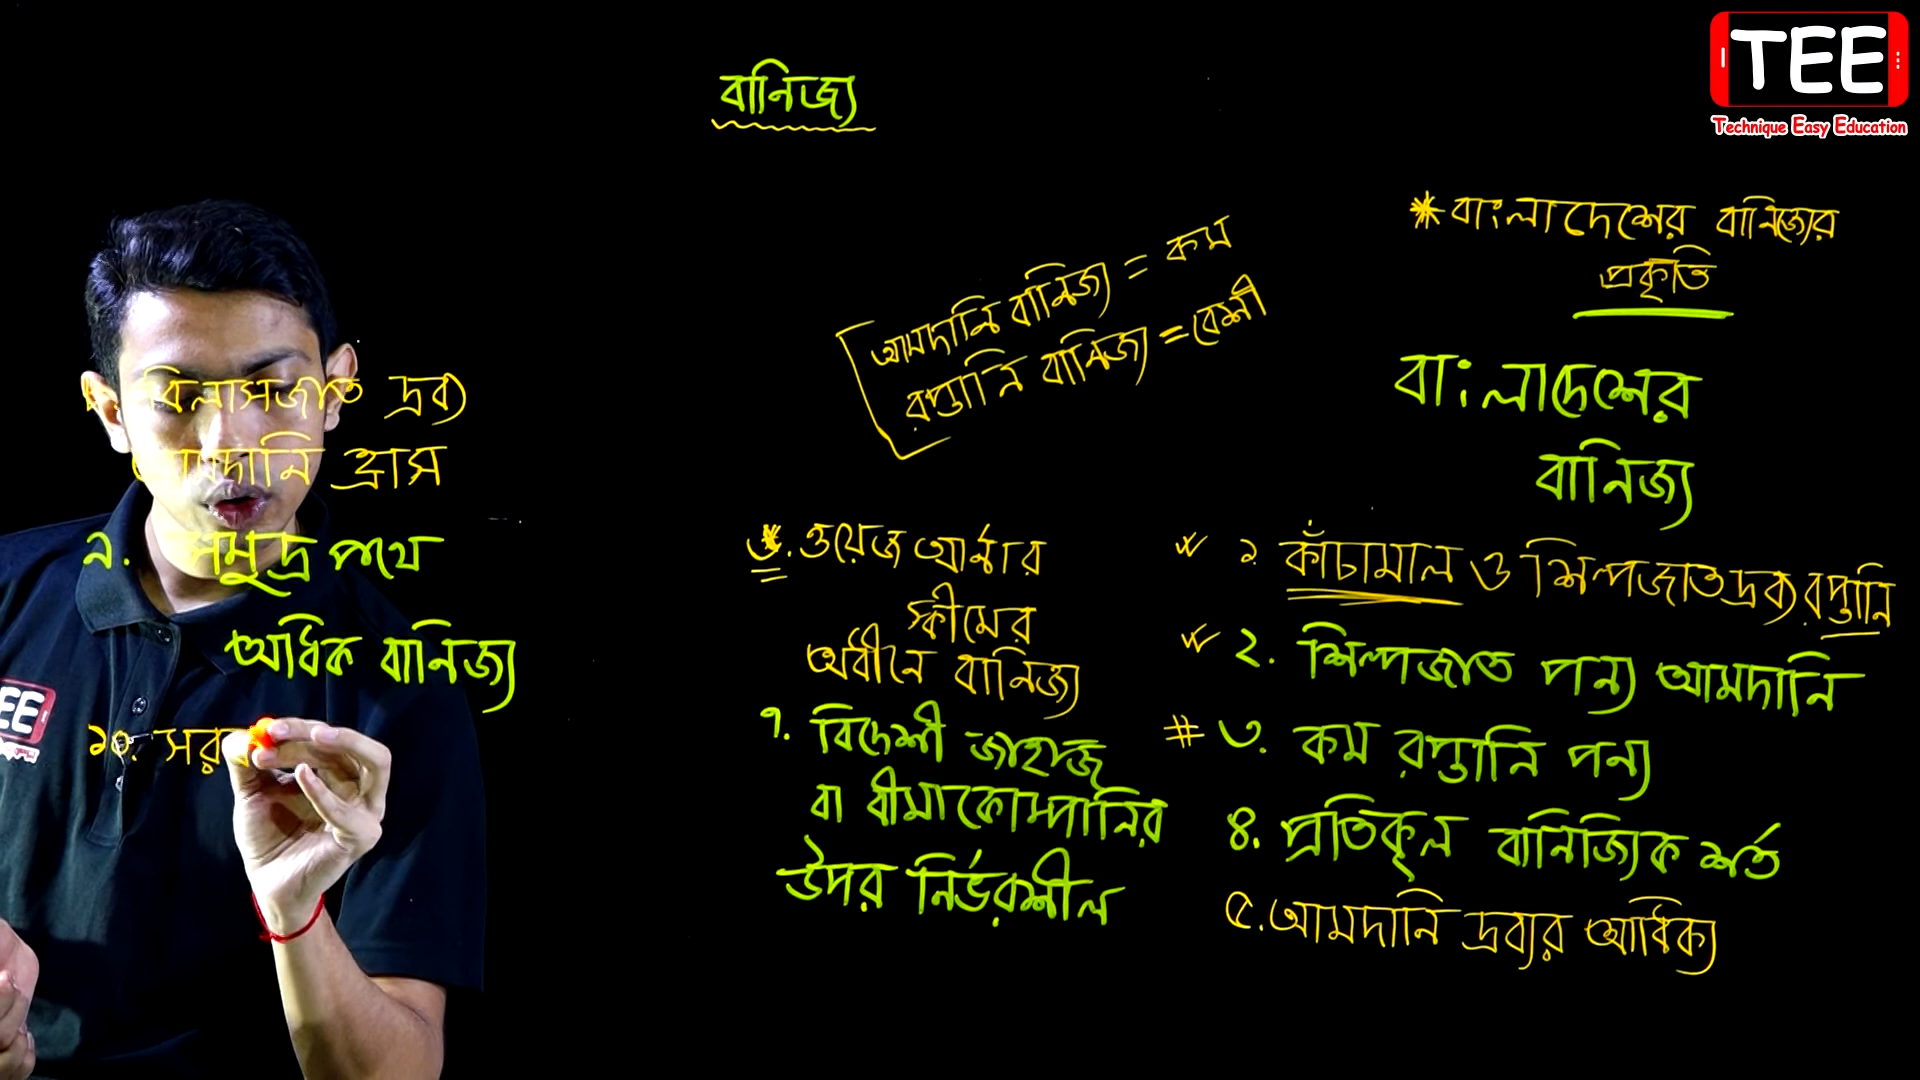 TEE
Technique Easy Education
বানিজ্য
*বাংলাদেশের বানিজ্যের
প্রকৃতি
আমদানি বানিজ্য = কম
রপ্তানি বানিজ্য = বেশী
বাংলাদেশের
বানিজ্য
১. কাঁচামাল ও শিল্পজাত দ্রব্য রপ্তানি
২. শিল্পজাত পন্য আমদানি
# ৩. কম রপ্তানি পন্য
৪. প্রতিকূল বানিজ্যিক শর্ত
৫. আমদানি দ্রব্যর আধিক্য
৬. ওয়েজ আর্নার
স্কীমের
অধীনে বানিজ্য
৭. বিদেশী জাহাজ
বা বীমা কোম্পানির
উপর নির্ভরশীল
বিলাসজাত দ্রব্য
আমদানি হ্রাস
৯. সমুদ্র পথে
অধিক বানিজ্য
১০.